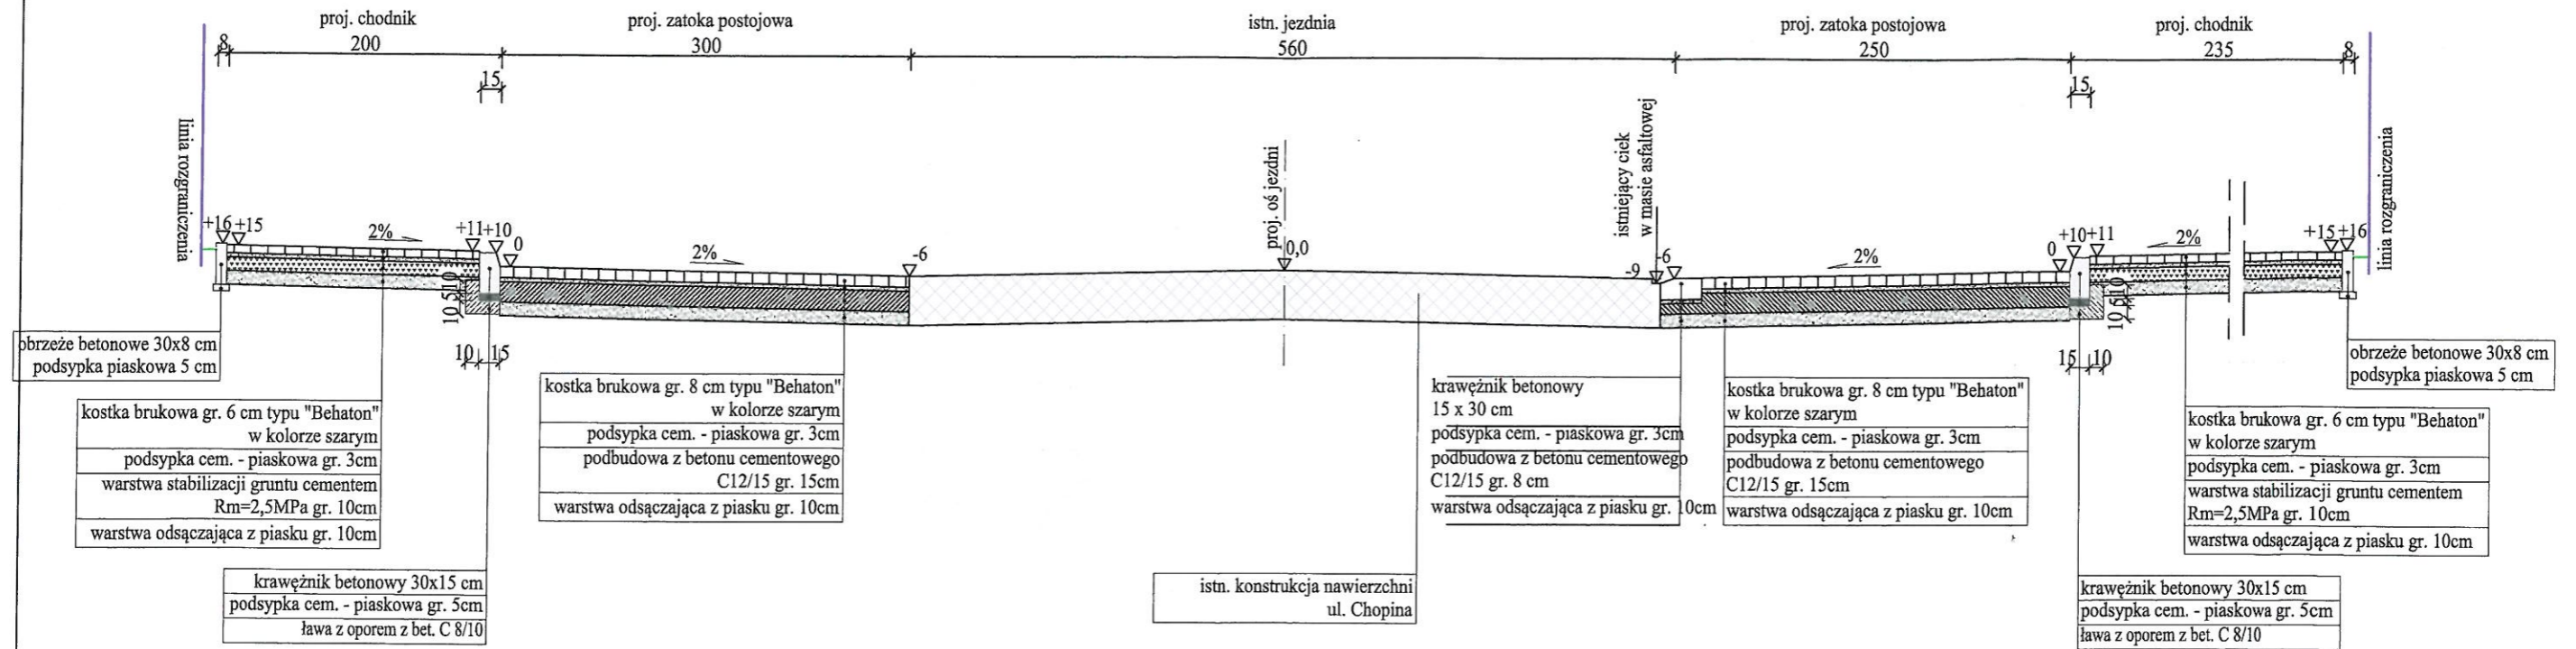 proj. chodnik
proj. zatoka postojowa
istn. jezdnia
proj. zatoka postojowa
proj. chodnik
8
200
300
560
250
235
8
15
15
linia rozgraniczenia
proj. oś jezdni
istniejący ciek
w masie asfaltowej
linia rozgraniczenia
+16
+15
2%
+11
+10
0
2%
-6
0,0
-9
-6
2%
0
+10
+11
2%
+15
+16
10
5
10
10
15
10
5
10
15
10
obrzeże betonowe 30x8 cm
podsypka piaskowa 5 cm
kostka brukowa gr. 6 cm typu "Behaton"
w kolorze szarym
podsypka cem. - piaskowa gr. 3cm
warstwa stabilizacji gruntu cementem
Rm=2,5MPa gr. 10cm
warstwa odsączająca z piasku gr. 10cm
krawężnik betonowy 30x15 cm
podsypka cem. - piaskowa gr. 5cm
ława z oporem z bet. C 8/10
kostka brukowa gr. 8 cm typu "Behaton"
w kolorze szarym
podsypka cem. - piaskowa gr. 3cm
podbudowa z betonu cementowego
C12/15 gr. 15cm
warstwa odsączająca z piasku gr. 10cm
istn. konstrukcja nawierzchni
ul. Chopina
krawężnik betonowy
15 x 30 cm
podsypka cem. - piaskowa gr. 3cm
podbudowa z betonu cementowego
C12/15 gr. 8 cm
warstwa odsączająca z piasku gr. 10cm
kostka brukowa gr. 8 cm typu "Behaton"
w kolorze szarym
podsypka cem. - piaskowa gr. 3cm
podbudowa z betonu cementowego
C12/15 gr. 15cm
warstwa odsączająca z piasku gr. 10cm
obrzeże betonowe 30x8 cm
podsypka piaskowa 5 cm
kostka brukowa gr. 6 cm typu "Behaton"
w kolorze szarym
podsypka cem. - piaskowa gr. 3cm
warstwa stabilizacji gruntu cementem
Rm=2,5MPa gr. 10cm
warstwa odsączająca z piasku gr. 10cm
krawężnik betonowy 30x15 cm
podsypka cem. - piaskowa gr. 5cm
ława z oporem z bet. C 8/10